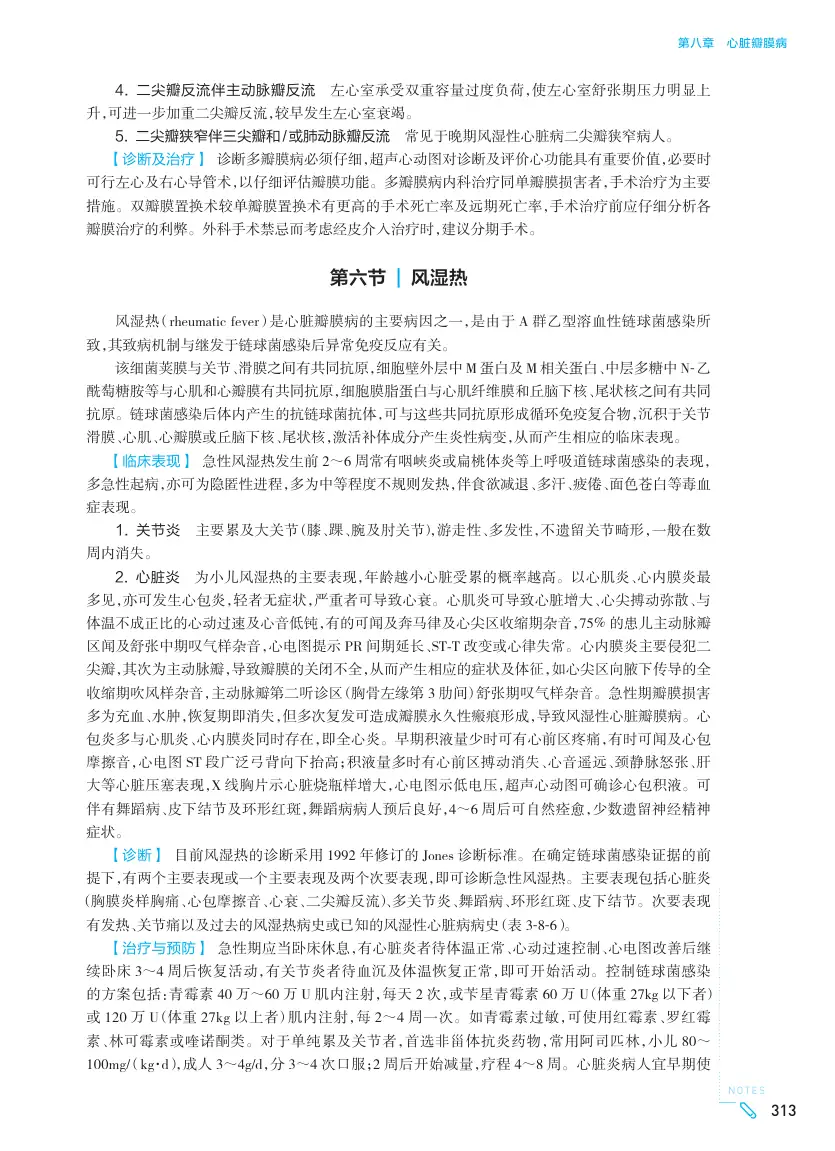 第八章 心脏瓣膜病
4. 二尖瓣反流伴主动脉瓣反流 左心室承受双重容量过度负荷,使左心室舒张期压力明显上
升,可进一步加重二尖瓣反流,较早发生左心室衰竭。
5. 二尖瓣狭窄伴三尖瓣和/或肺动脉瓣反流 常见于晚期风湿性心脏病二尖瓣狭窄病人。
【诊断及治疗】 诊断多瓣膜病必须仔细,超声心动图对诊断及评价心功能具有重要价值,必要时
可行左心及右心导管术,以仔细评估瓣膜功能。多瓣膜病内科治疗同单瓣膜损害者,手术治疗为主要
措施。双瓣膜置换术较单瓣膜置换术有更高的手术死亡率及远期死亡率,手术治疗前应仔细分析各
瓣膜治疗的利弊。外科手术禁忌而考虑经皮介入治疗时,建议分期手术。
第六节 | 风湿热
风湿热(rheumatic fever)是心脏瓣膜病的主要病因之一,是由于 A 群乙型溶血性链球菌感染所
致,其致病机制与继发于链球菌感染后异常免疫反应有关。
该细菌荚膜与关节、滑膜之间有共同抗原,细胞壁外层中 M 蛋白及 M 相关蛋白、中层多糖中 N- 乙
酰萄糖胺等与心肌和心瓣膜有共同抗原,细胞膜脂蛋白与心肌纤维膜和丘脑下核、尾状核之间有共同
抗原。链球菌感染后体内产生的抗链球菌抗体,可与这些共同抗原形成循环免疫复合物,沉积于关节
滑膜、心肌、心瓣膜或丘脑下核、尾状核,激活补体成分产生炎性病变,从而产生相应的临床表现。
【临床表现】 急性风湿热发生前 2～6 周常有咽峡炎或扁桃体炎等上呼吸道链球菌感染的表现,
多急性起病,亦可为隐匿性进程,多为中等程度不规则发热,伴食欲减退、多汗、疲倦、面色苍白等毒血
症表现。
1. 关节炎 主要累及大关节(膝、踝、腕及肘关节),游走性、多发性,不遗留关节畸形,一般在数
周内消失。
2. 心脏炎 为小儿风湿热的主要表现,年龄越小心脏受累的概率越高。以心肌炎、心内膜炎最
多见,亦可发生心包炎,轻者无症状,严重者可导致心衰。心肌炎可导致心脏增大、心尖搏动弥散、与
体温不成正比的心动过速及心音低钝,有的可闻及奔马律及心尖区收缩期杂音,75% 的患儿主动脉瓣
区闻及舒张中期叹气样杂音,心电图提示 PR 间期延长、ST-T 改变或心律失常。心内膜炎主要侵犯二
尖瓣,其次为主动脉瓣,导致瓣膜的关闭不全,从而产生相应的症状及体征,如心尖区向腋下传导的全
收缩期吹风样杂音,主动脉瓣第二听诊区(胸骨左缘第 3 肋间)舒张期叹气样杂音。急性期瓣膜损害
多为充血、水肿,恢复期即消失,但多次复发可造成瓣膜永久性瘢痕形成,导致风湿性心脏瓣膜病。心
包炎多与心肌炎、心内膜炎同时存在,即全心炎。早期积液量少时可有心前区疼痛,有时可闻及心包
摩擦音,心电图 ST 段广泛弓背向下抬高;积液量多时有心前区搏动消失、心音遥远、颈静脉怒张、肝
大等心脏压塞表现,X 线胸片示心脏烧瓶样增大,心电图示低电压,超声心动图可确诊心包积液。可
伴有舞蹈病、皮下结节及环形红斑,舞蹈病病人预后良好,4～6 周后可自然痊愈,少数遗留神经精神
症状。
【诊断】 目前风湿热的诊断采用 1992 年修订的 Jones 诊断标准。在确定链球菌感染证据的前
提下,有两个主要表现或一个主要表现及两个次要表现,即可诊断急性风湿热。主要表现包括心脏炎
(胸膜炎样胸痛、心包摩擦音、心衰、二尖瓣反流)、多关节炎、舞蹈病、环形红斑、皮下结节。次要表现
有发热、关节痛以及过去的风湿热病史或已知的风湿性心脏病病史(表 3-8-6)。
【治疗与预防】 急性期应当卧床休息,有心脏炎者待体温正常、心动过速控制、心电图改善后继
续卧床 3～4 周后恢复活动,有关节炎者待血沉及体温恢复正常,即可开始活动。控制链球菌感染
的方案包括:青霉素 40 万～60 万 U 肌内注射,每天 2 次,或苄星青霉素 60 万 U(体重 27kg 以下者)
或 120 万 U(体重 27kg 以上者)肌内注射,每 2～4 周一次。如青霉素过敏,可使用红霉素、罗红霉
素、林可霉素或喹诺酮类。对于单纯累及关节者,首选非甾体抗炎药物,常用阿司匹林,小儿 80～
100mg/(kg·d),成人 3～4g/d,分 3～4 次口服;2 周后开始减量,疗程 4～8 周。心脏炎病人宜早期使
NOTES
313